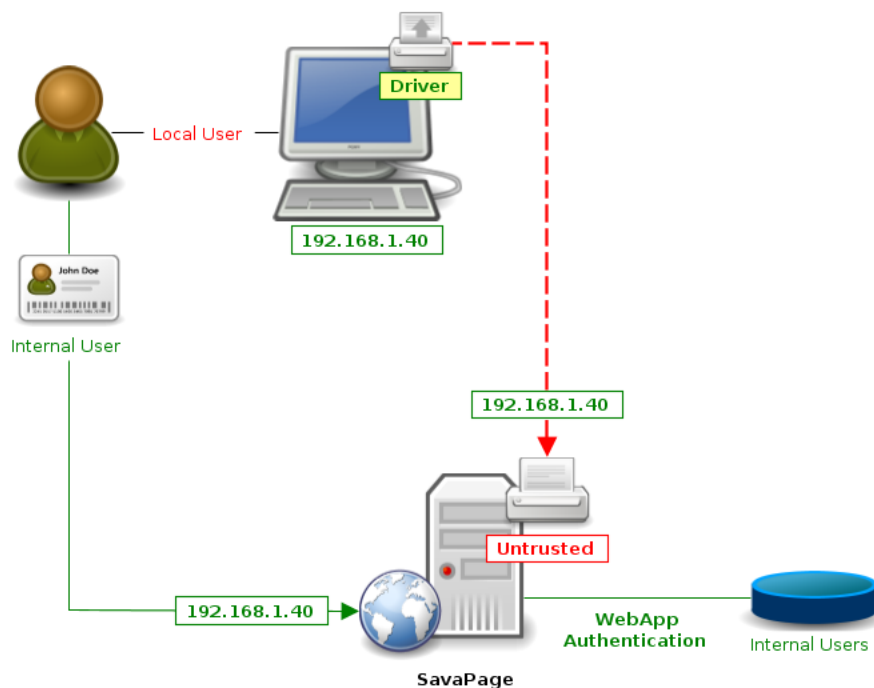 Driver
Local User
192.168.1.40
John Doe
Internal User
192.168.1.40
Untrusted
192.168.1.40
WebApp
Authentication
Internal Users
SavaPage